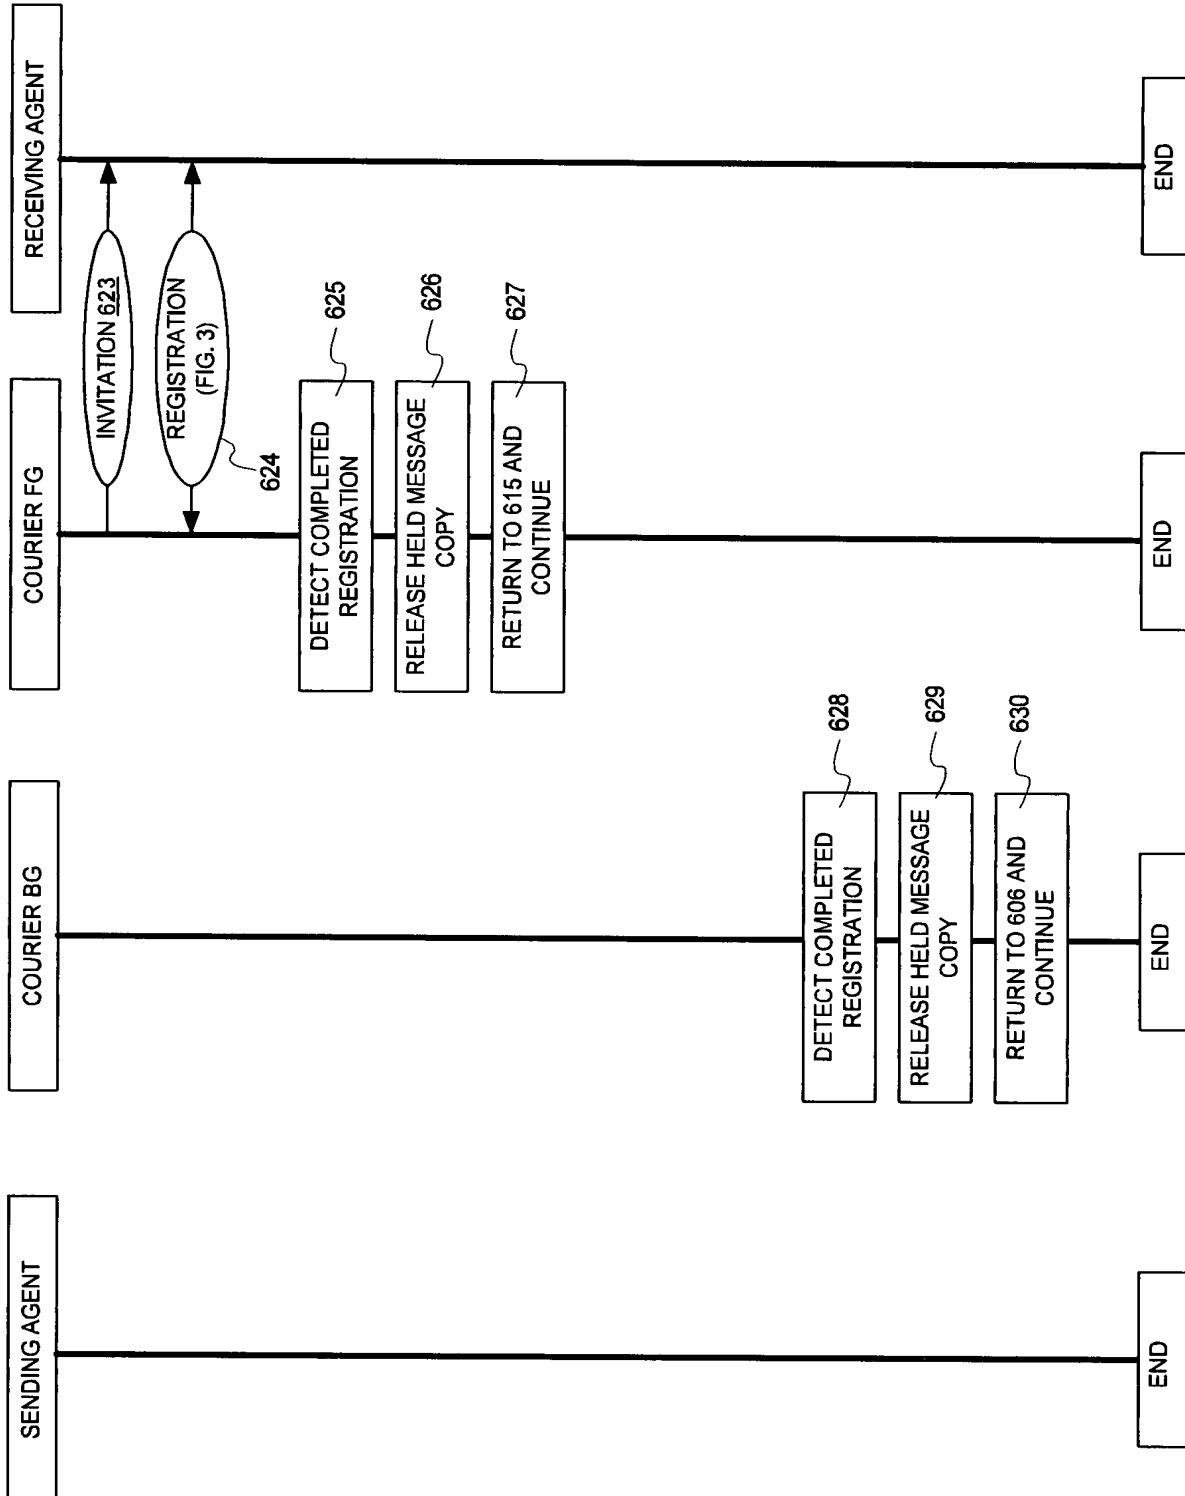 SENDING AGENT
COURIER BG
COURIER FG
RECEIVING AGENT
INVITATION 623
REGISTRATION
(FIG. 3)
624
DETECT COMPLETED
REGISTRATION
625
RELEASE HELD MESSAGE
COPY
626
RETURN TO 615 AND
CONTINUE
627
DETECT COMPLETED
REGISTRATION
628
RELEASE HELD MESSAGE
COPY
629
RETURN TO 606 AND
CONTINUE
630
END
END
END
END